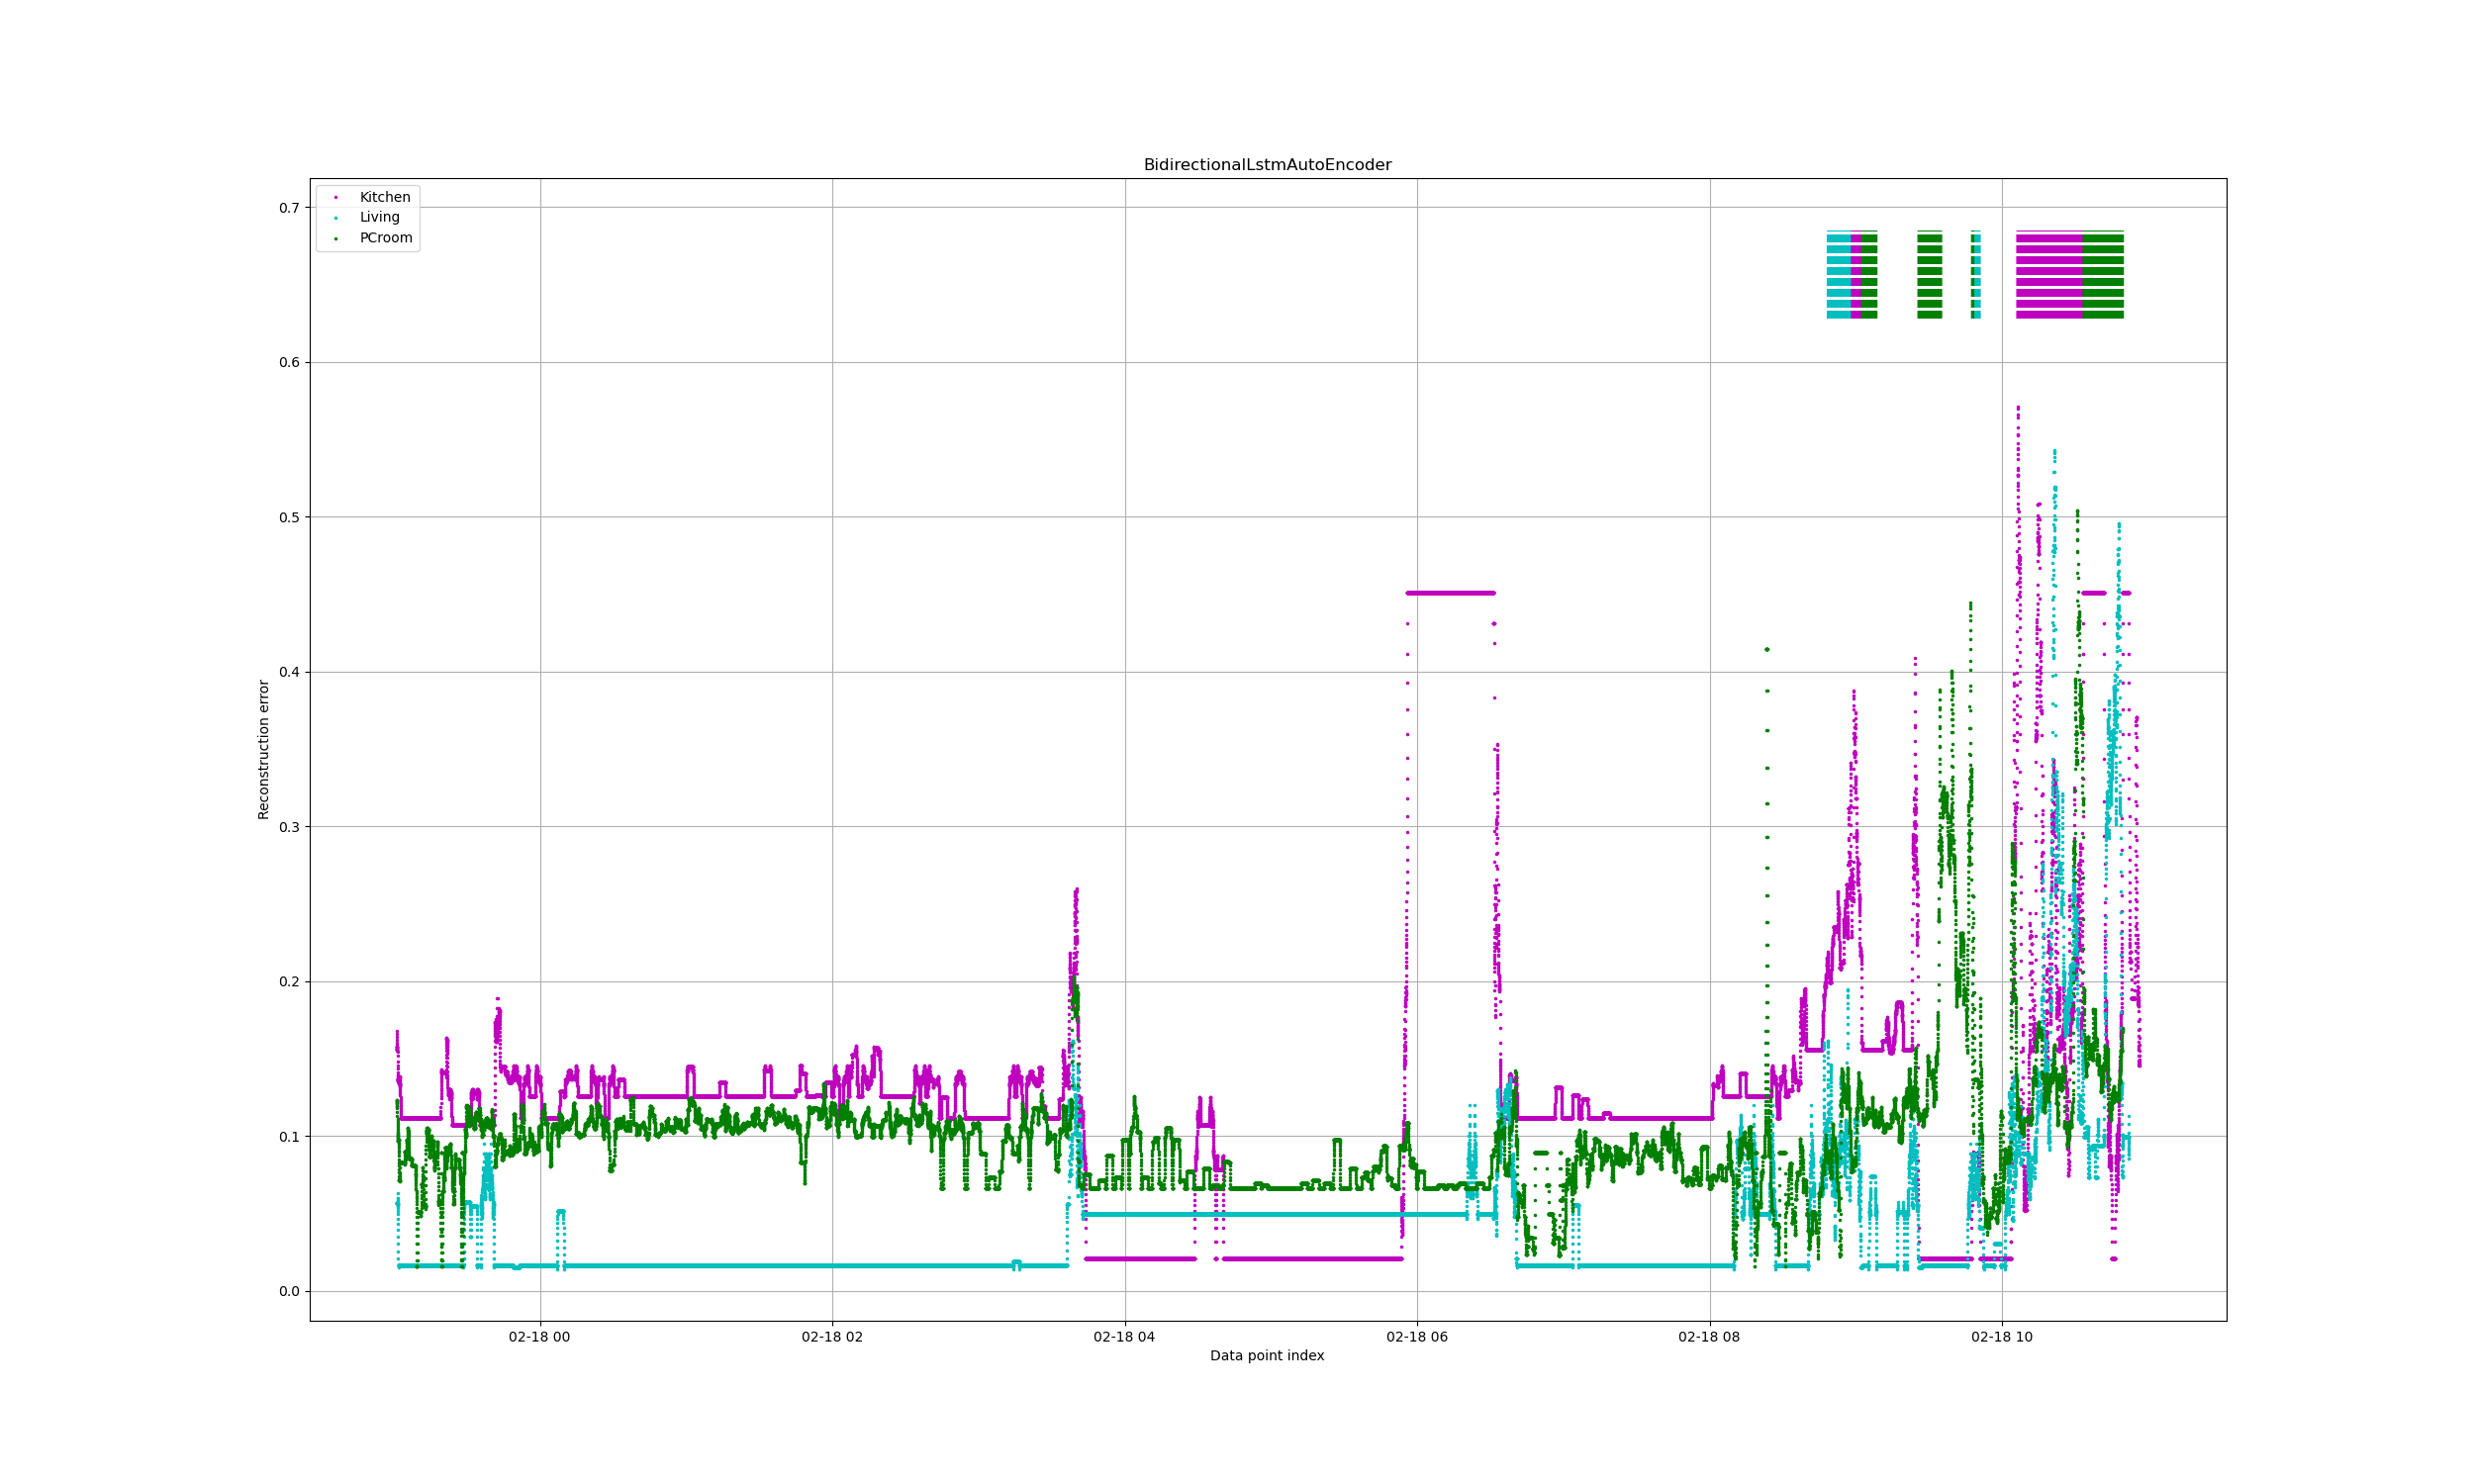 BidirectionalLstmAutoEncoder
Kitchen
Living
PCroom
0.7
0.6
0.5
0.4
0.3
0.2
0.1
0.0
Reconstruction error
02-18 00
02-18 02
02-18 04
02-18 06
02-18 08
02-18 10
Data point index